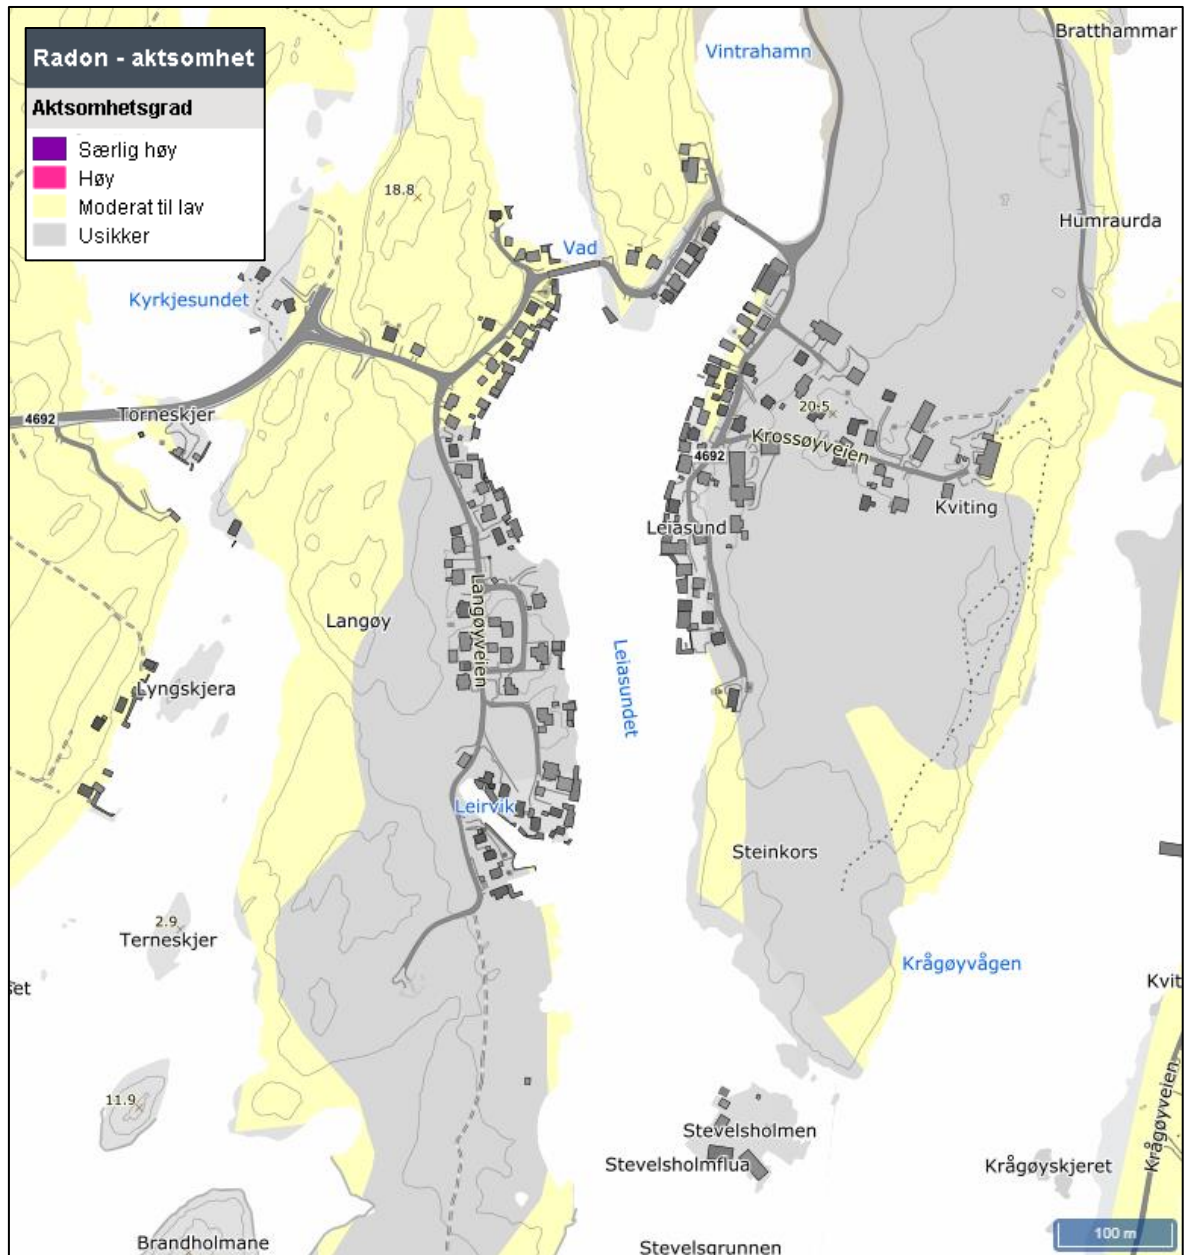 Radon - aktsomhet
Aktsomhetsgrad
Særlig høy
Høy
Moderat til lav
Usikker
Bratthammar
Vintrahamn
18.8
Humraurda
Vad
Kyrkjesundet
Torneskjer
4692
20.5
Krossøyveien
4692
Kviting
Leiasund
Langøyveien
Langøy
Leiasundet
Lyngskjera
Leirvik
Steinkors
2.9
Terneskjer
Krågøyvågen
Kvit
11.9
Krågøyveien
Stevelsholmen
Stevelsholmflua
Krågøyskjeret
100 m
Brandholmane
Stevelsgrunnen